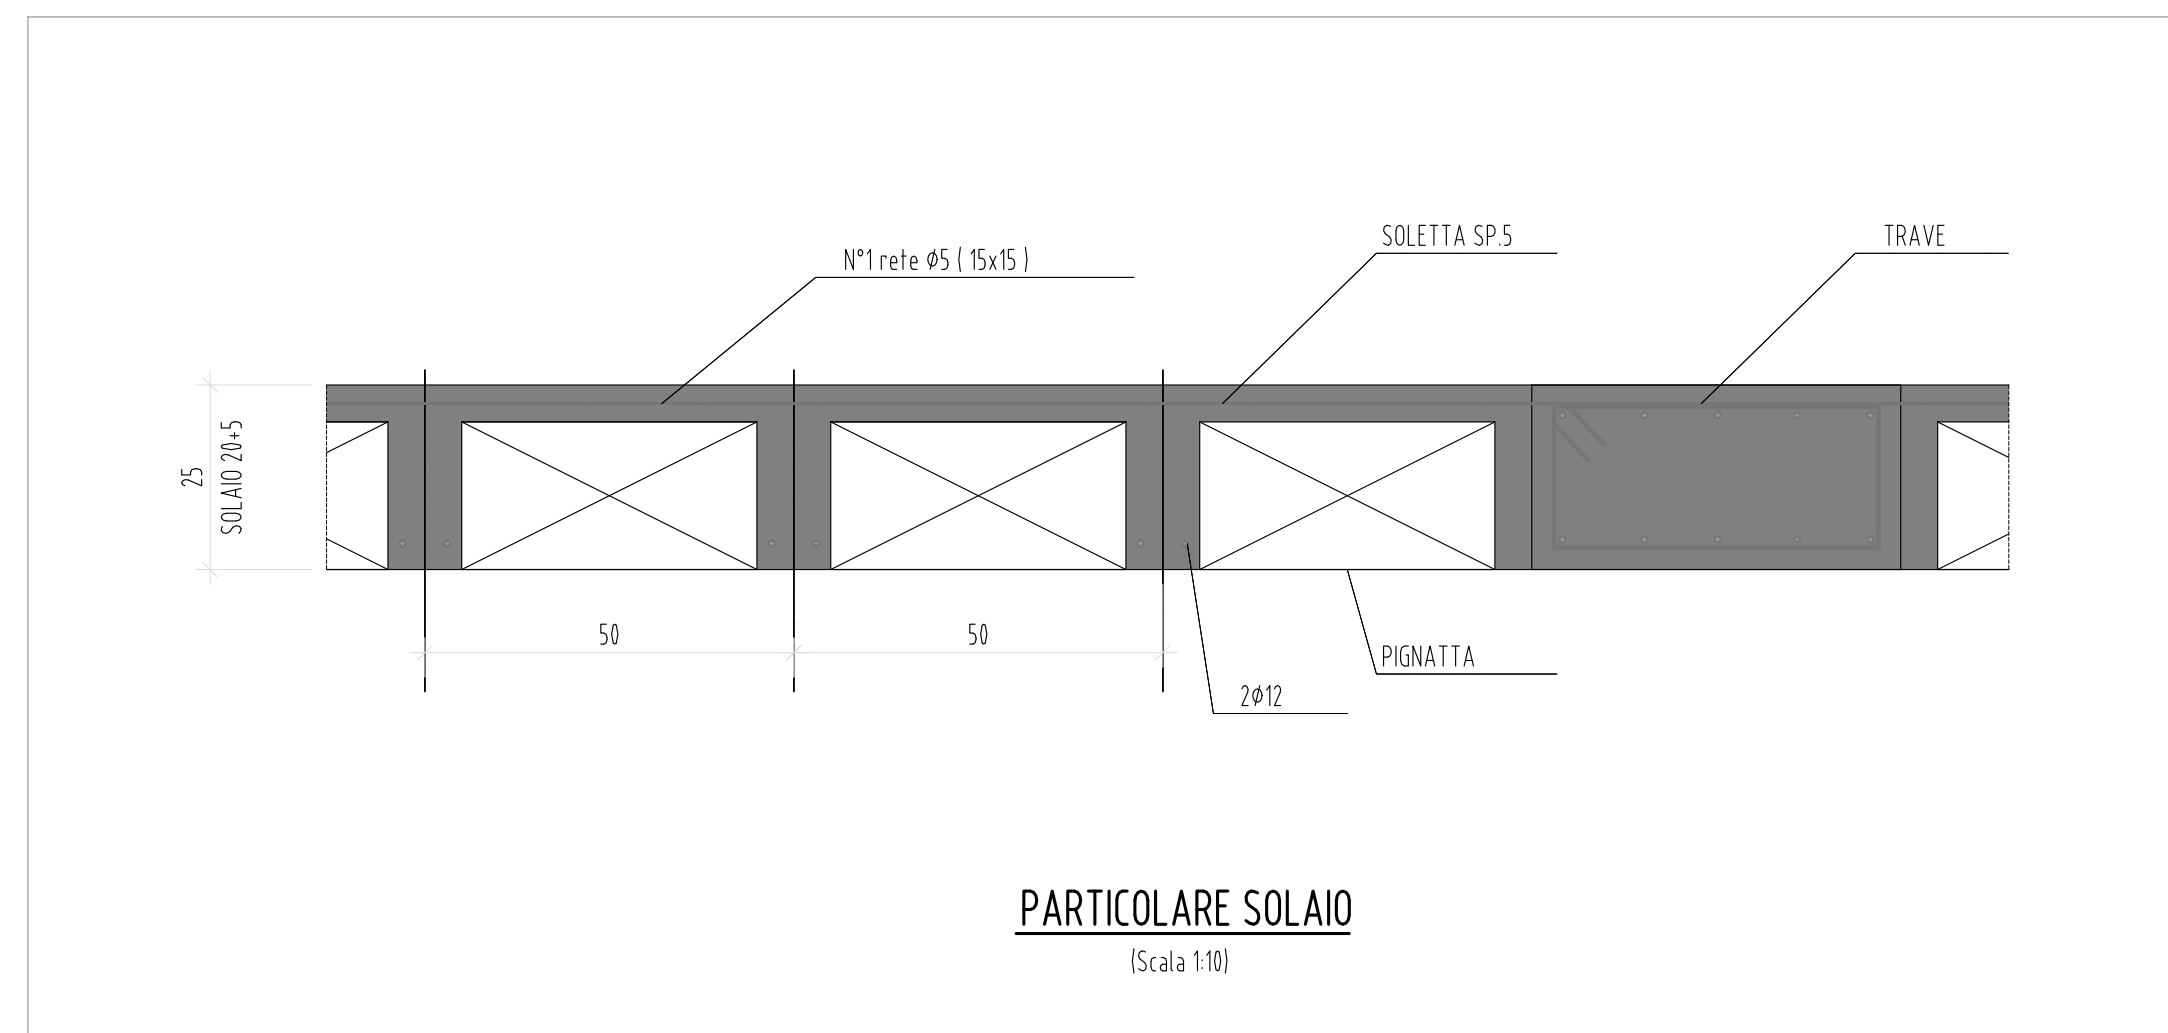 SOLETTA SP.5
TRAVE
N°1 rete Ø5 ( 15x15 )
25
SOLAIO 20+5
50
50
PIGNATTA
2Ø12
PARTICOLARE SOLAIO
(Scala 1:10)